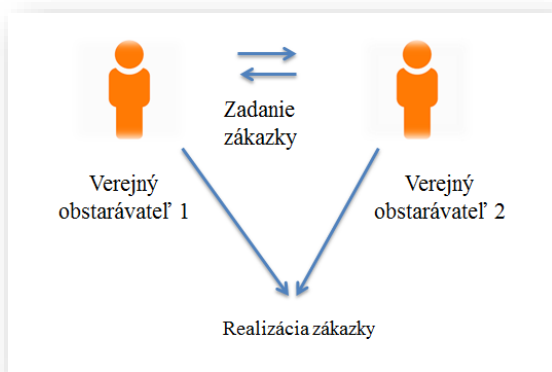 Zadanie
zákazky
Verejný
obstarávateľ 1
Verejný
obstarávateľ 2
Realizácia zákazky